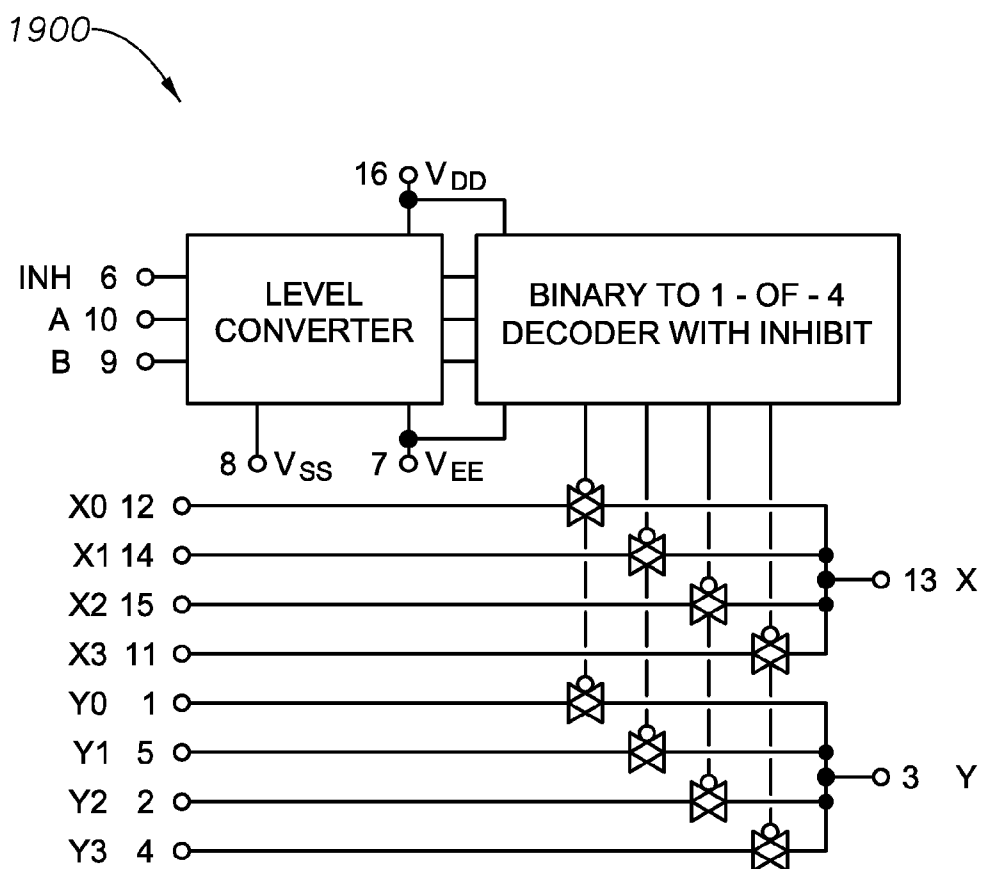 1900
16 VDD
INH 6
A 10
B 9
LEVEL
CONVERTER
BINARY TO 1 - OF - 4
DECODER WITH INHIBIT
8 VSS
7 VEE
X0 12
X1 14
X2 15
X3 11
13 X
Y0 1
Y1 5
Y2 2
Y3 4
3 Y